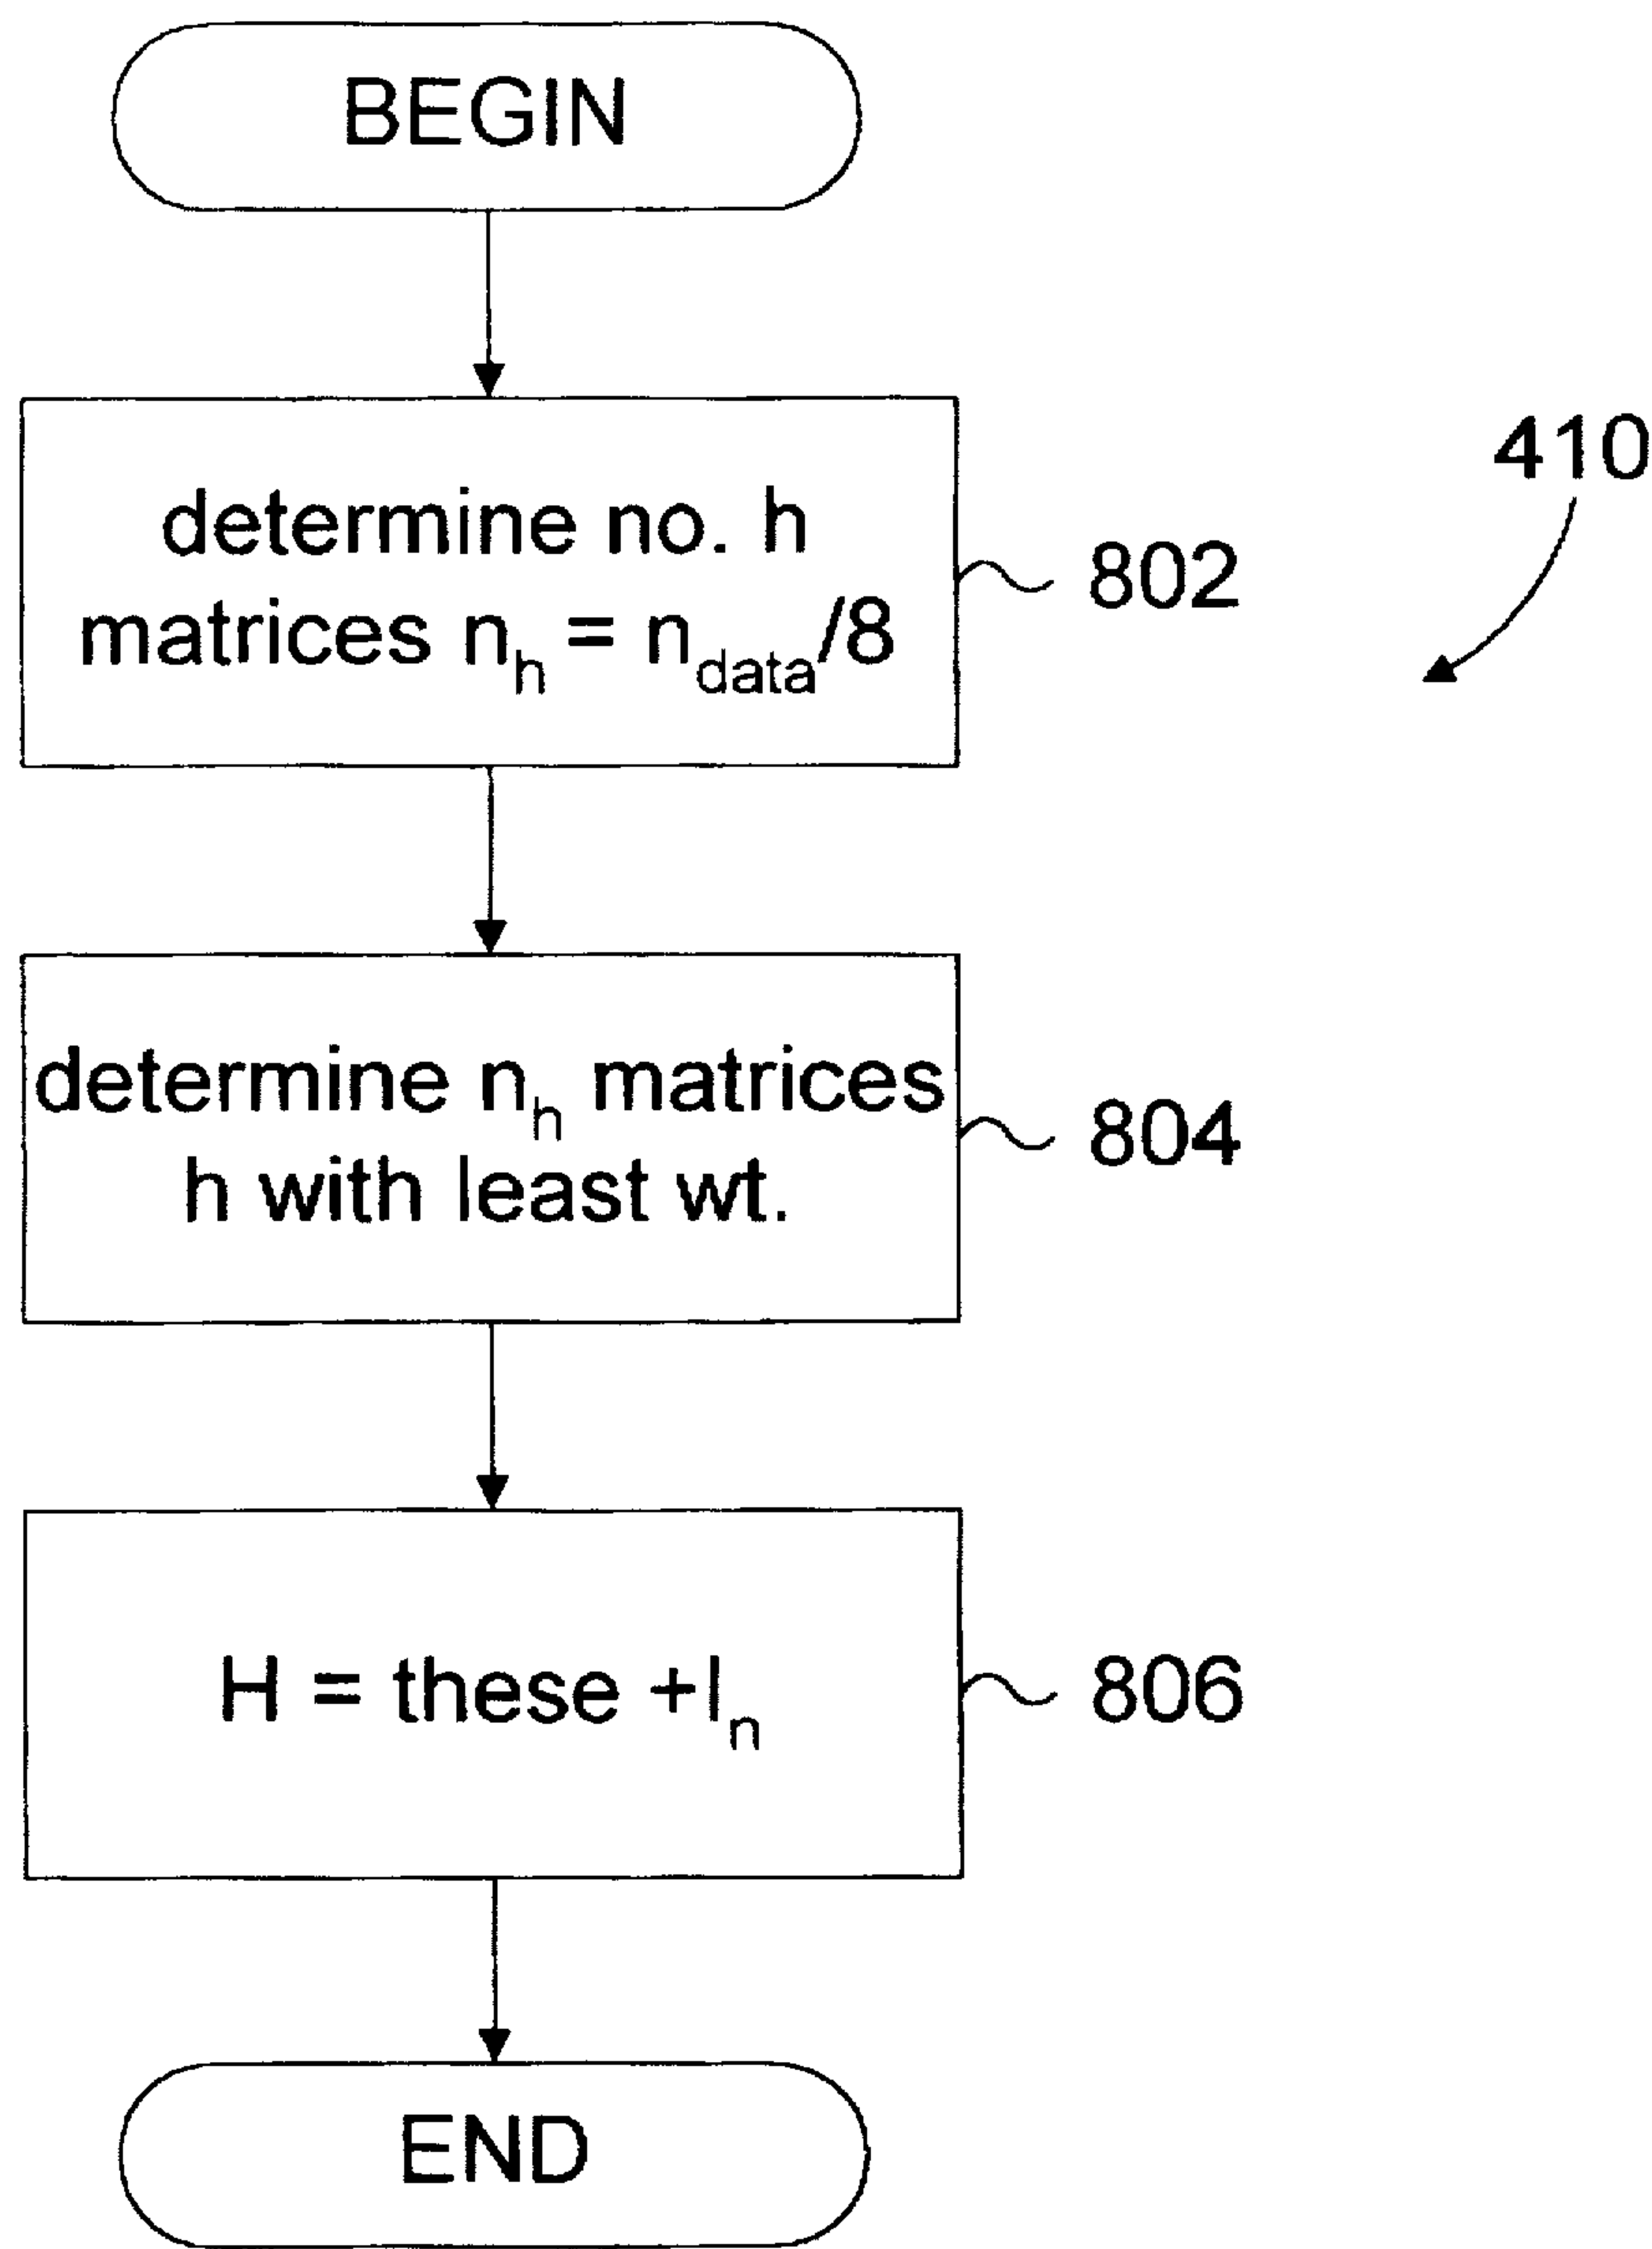 BEGIN
410
determine no. h
matrices n_h = n_data/8
802
determine n_h matrices
h with least wt.
804
H = these +I_n
806
END